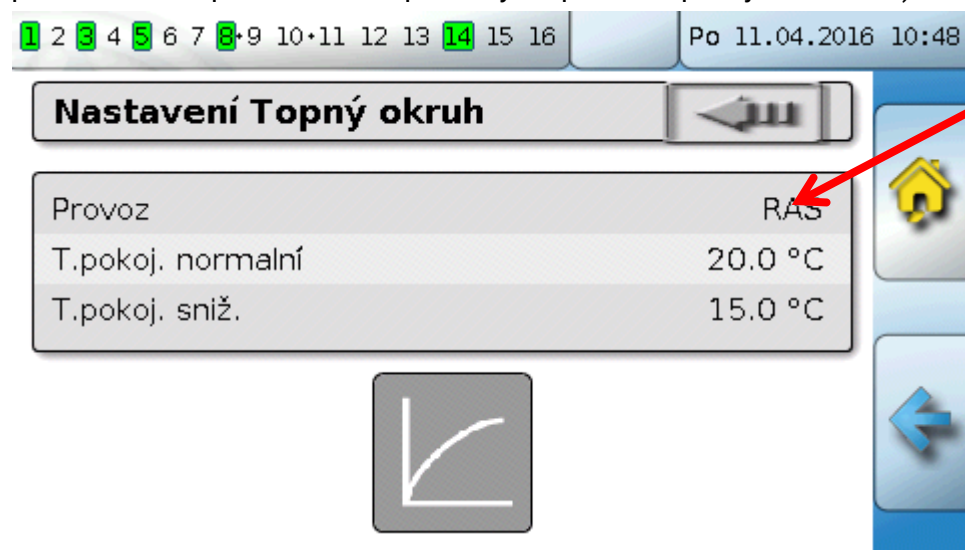 1 2 3 4 5 6 7 8•9 10•11 12 13 14 15 16 Po 11.04.2016 10:48
Nastavení Topný okruh
Provoz RAS
T.pokoj. normalní 20.0 °C
T.pokoj. sniž. 15.0 °C